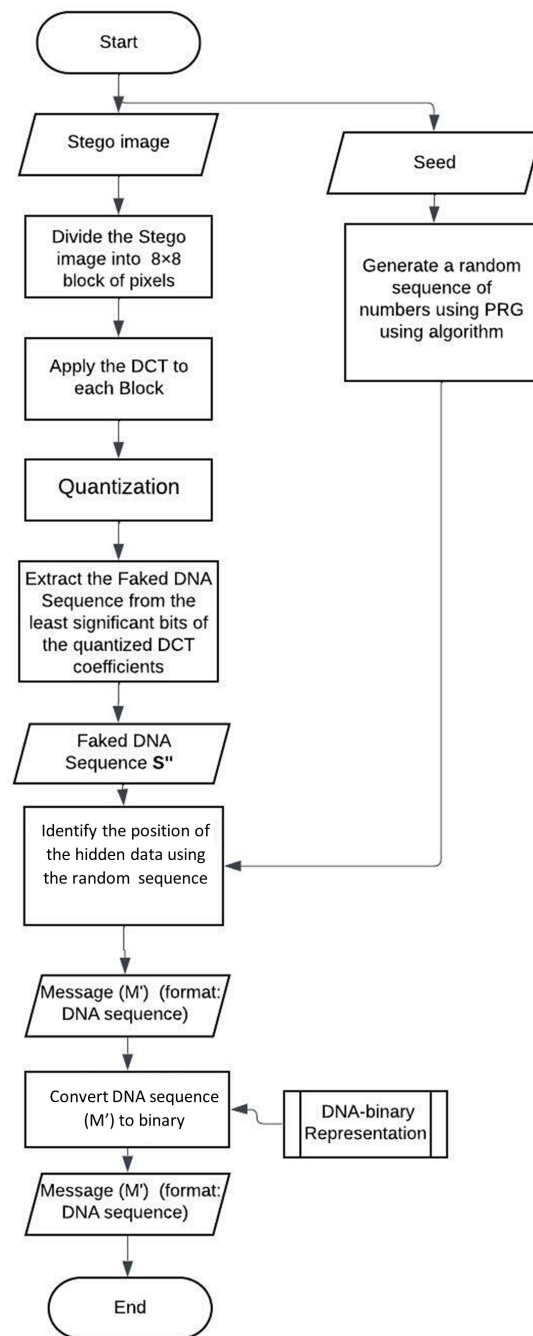 Start
Stego image
Seed
Divide the Stego
image into 8×8
block of pixels
Generate a random
sequence of
numbers using PRG
using algorithm
Apply the DCT to
each Block
Quantization
Extract the Faked DNA
Sequence from the
least significant bits of
the quantized DCT
coefficients
Faked DNA
Sequence S"
Identify the position of
the hidden data using
the random sequence
Message (M') (format:
DNA sequence)
Convert DNA sequence
(M’) to binary
DNA-binary
Representation
Message (M') (format:
DNA sequence)
End